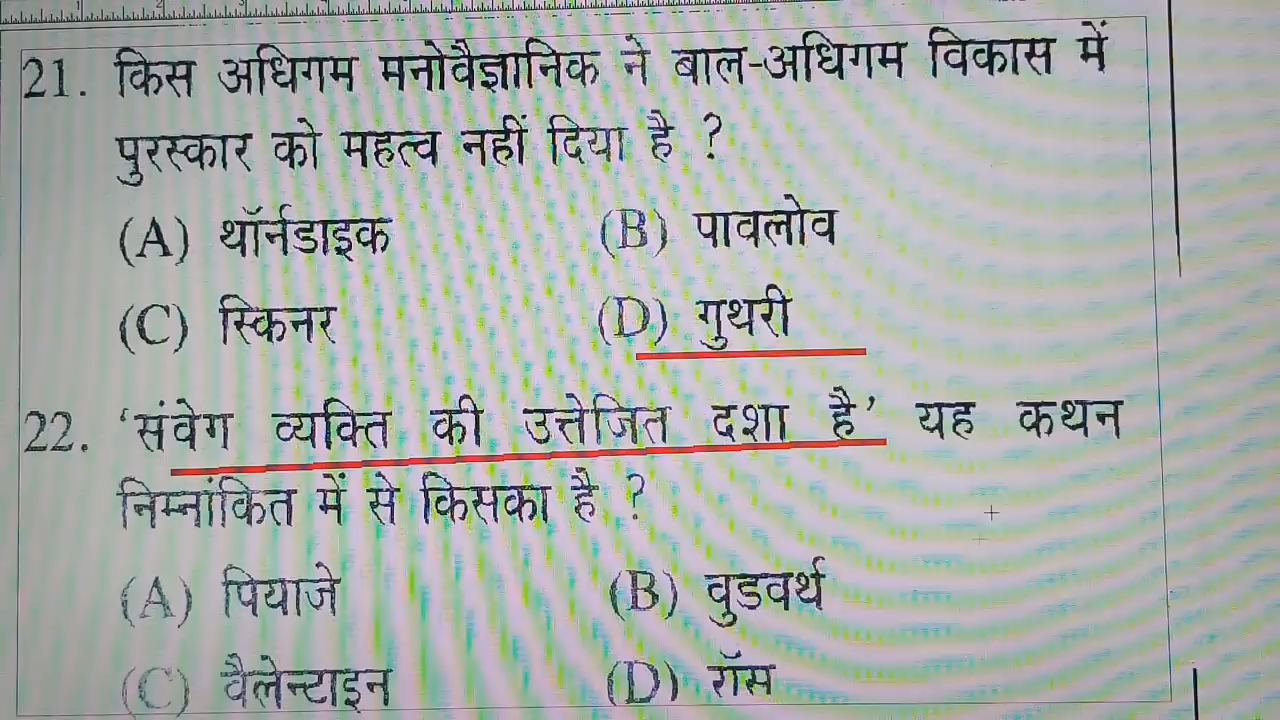 21. किस अधिगम मनोवैज्ञानिक ने बाल-अधिगम विकास में
पुरस्कार को महत्व नहीं दिया है ?
(A) थॉर्नडाइक (B) पावलोव
(C) स्किनर (D) गुथरी
22. ‘संवेग व्यक्ति की उत्तेजित दशा है’ यह कथन
निम्नांकित में से किसका है ?
(A) पियाजे (B) वुडवर्थ
(C) वैलेन्टाइन (D) रॉस